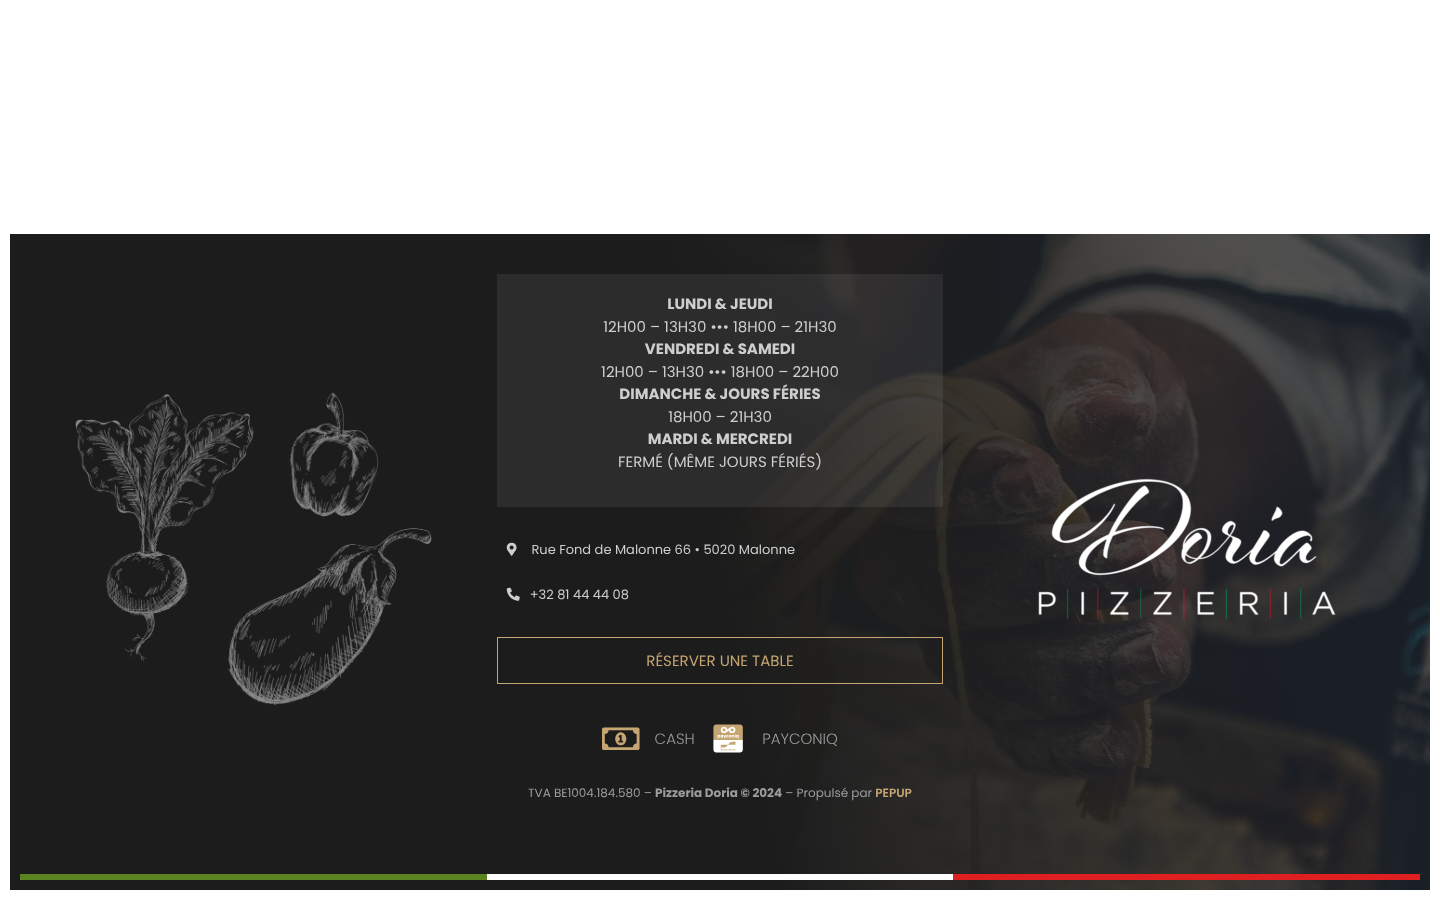 LUNDI & JEUDI
12H00 – 13H30 ••• 18H00 – 21H30
VENDREDI & SAMEDI
12H00 – 13H30 ••• 18H00 – 22H00
DIMANCHE & JOURS FÉRIES
18H00 – 21H30
MARDI & MERCREDI
FERMÉ (MÊME JOURS FÉRIÉS)
Rue Fond de Malonne 66 • 5020 Malonne
+32 81 44 44 08
RÉSERVER UNE TABLE
1 CASH payconiq PAYCONIQ
TVA BE1004.184.580 – Pizzeria Doria © 2024 – Propulsé par PEPUP
Doria
PIZZERIA